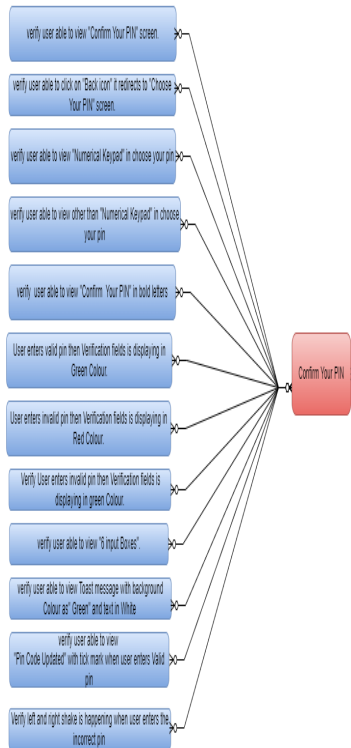 verify user able to view "Confirm Your PIN" screen.
verify user able to click on "Back icon" it redirects to "Choose
Your PIN" screen.
verify user able to view "Numerical Keypad" in choose your pin
verify user able to view other than "Numerical Keypad" in choose
your pin
verify  user able to view "Confirm  Your PIN" in bold letters
User enters valid pin then Verification fields is displaying in
Green Colour.
User enters invalid pin then Verification fields is displaying in
Red Colour.
Verify User enters invalid pin then Verification fields is
displaying in green Colour.
verify user able to view "6 input Boxes".
verify user able to view Toast message with background
Colour as" Green" and text in White
verify user able to view
"Pin Code Updated" with tick mark when user enters Valid
pin
Verify left and right shake is happening when user enters the
incorrect pin
Confirm Your PIN